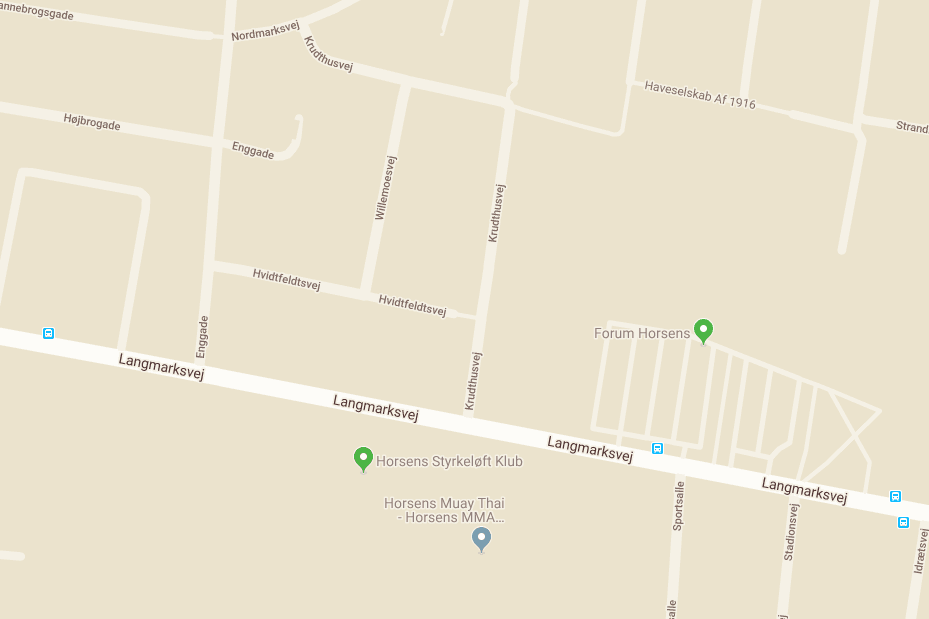 annebrogsgade
Nordmarksvej
Krudthusvej
Haveselskab Af 1916
Højbrogade
Enggade
Strand
Willemoesvej
Krudthusvej
Hvidtfeldtsvej
Hvidtfeldtsvej
Enggade
Forum Horsens
Langmarksvej
Krudthusvej
Langmarksvej
Langmarksvej
Horsens Styrkeløft Klub
Langmarksvej
Horsens Muay Thai
- Horsens MMA...
Sportsalle
Stadionsvej
Idrætsvej
salle